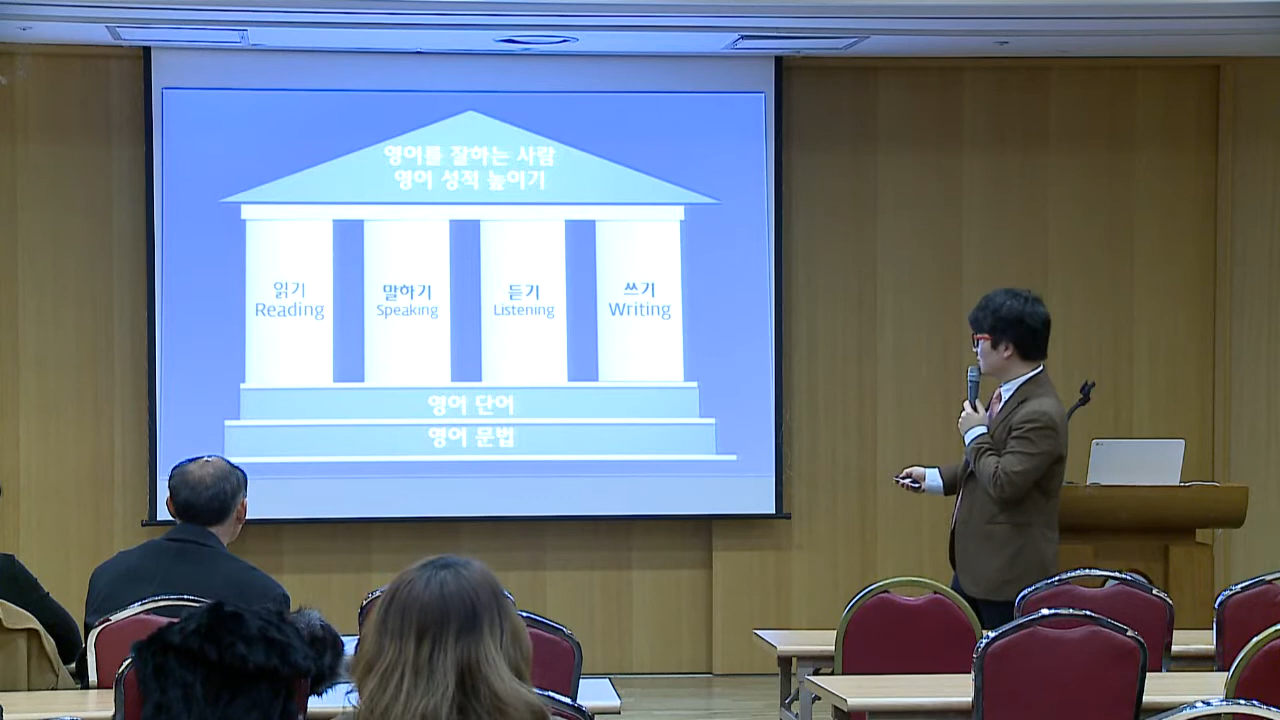 영어를 잘하는 사람
영어 성적 높이기
읽기
Reading
말하기
Speaking
듣기
Listening
쓰기
Writing
영어 단어
영어 문법